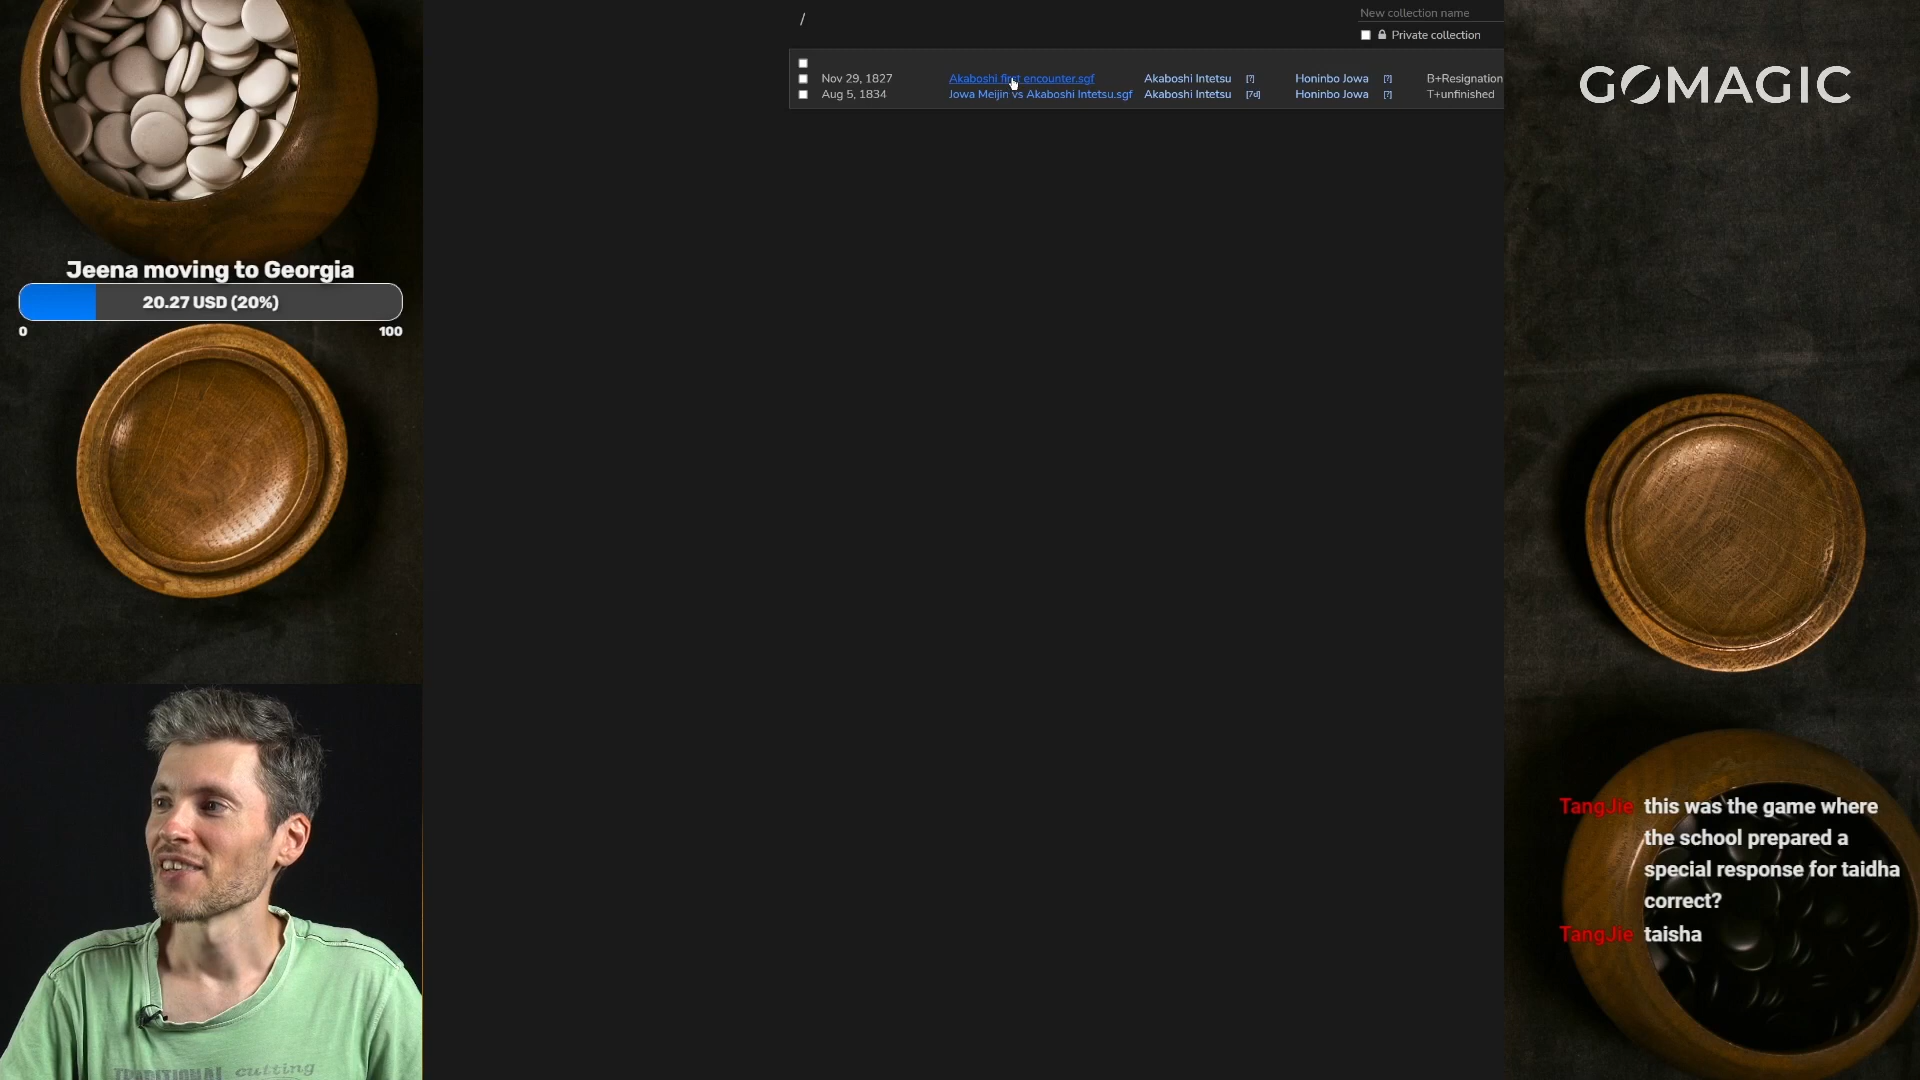 /
New collection name
Private collection
Nov 29, 1827 Akaboshi first encounter.sgf Akaboshi Intetsu [?] Honinbo Jowa [?] B+Resignation
Aug 5, 1834 Jowa Meijin vs Akaboshi Intetsu.sgf Akaboshi Intetsu [7d] Honinbo Jowa [?] T+unfinished
GOMAGIC
Jeena moving to Georgia
20.27 USD (20%)
0 100
TangJie this was the game where
the school prepared a
special response for taidha
correct?
TangJie taisha
TRADITIONAL cutting